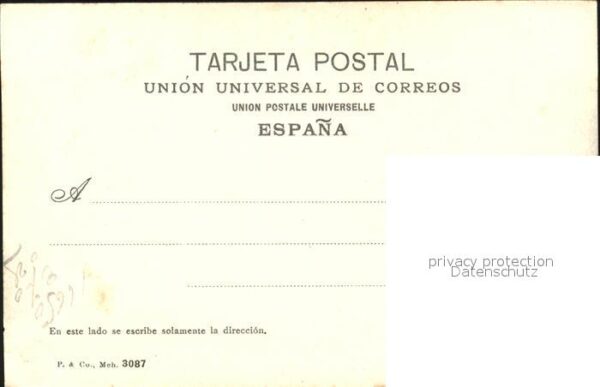 TARJETA POSTAL
UNIÓN UNIVERSAL DE CORREOS
UNION POSTALE UNIVERSELLE
ESPAÑA
A
privacy protection
Datenschutz
En este lado se escribe solamente la dirección.
P. & Co., Meh. 3087